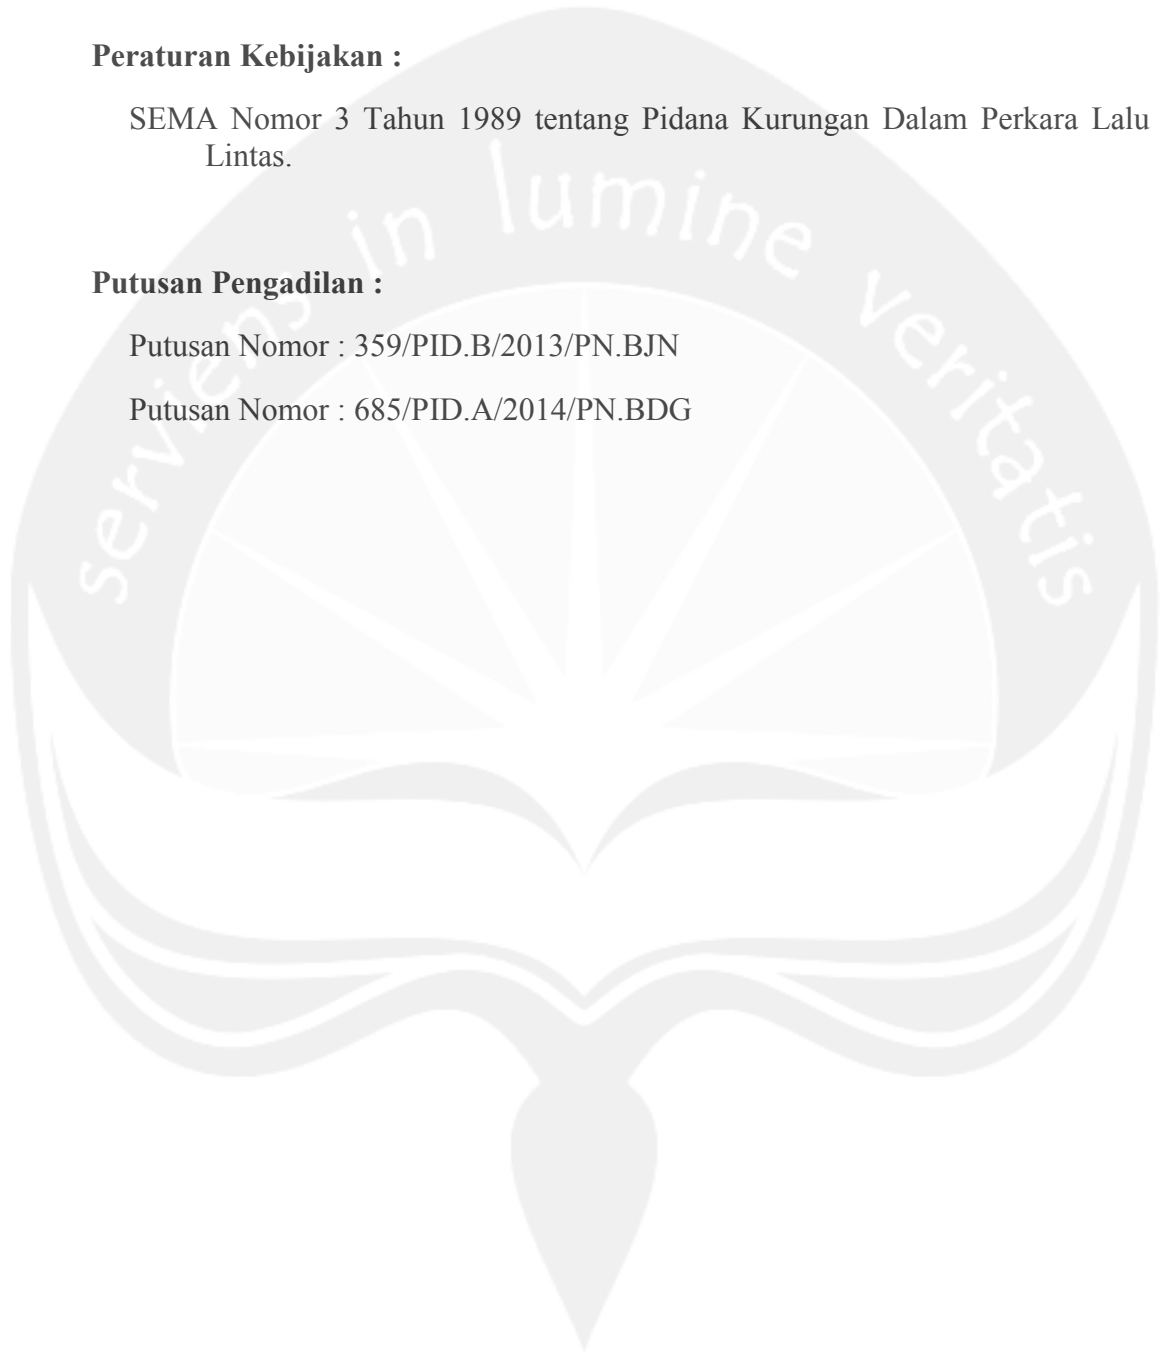 Peraturan Kebijakan :
SEMA Nomor 3 Tahun 1989 tentang Pidana Kurungan Dalam Perkara Lalu
Lintas.
serviens in lumine veritatis
Putusan Pengadilan :
Putusan Nomor : 359/PID.B/2013/PN.BJN
Putusan Nomor : 685/PID.A/2014/PN.BDG